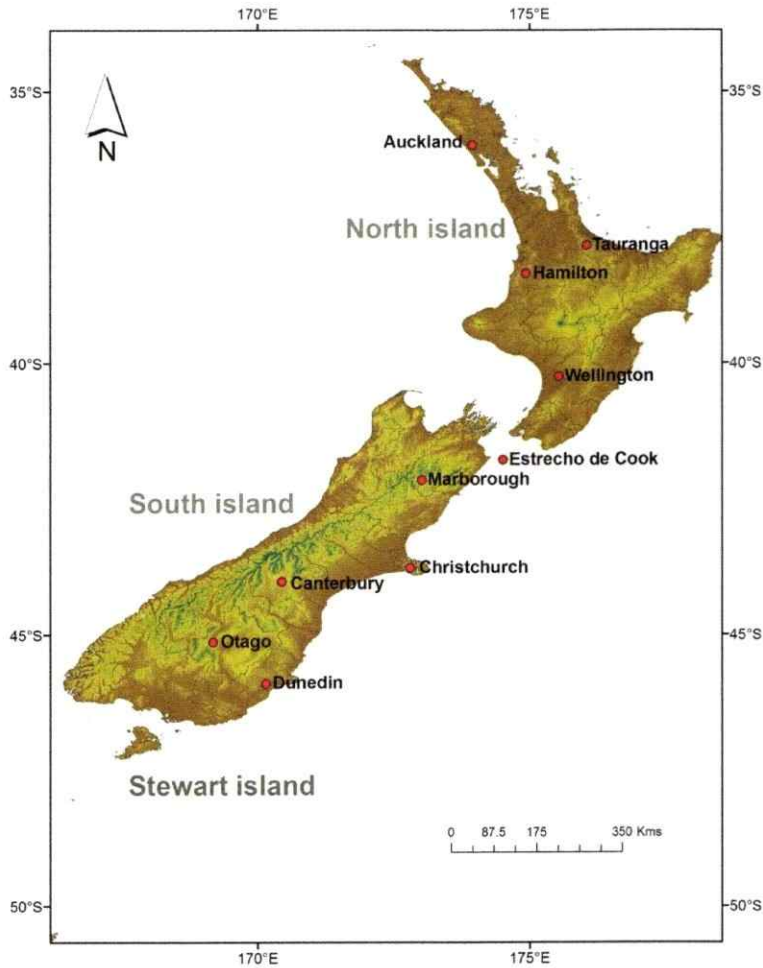 170°E 175°E
35°S 35°S
N
Auckland
North island
Tauranga
Hamilton
40°S 40°S
Wellington
Estrecho de Cook
Marborough
South island
Christchurch
Canterbury
45°S 45°S
Otago
Dunedin
Stewart island
0 87.5 175 350 Kms
50°S 50°S
170°E 175°E